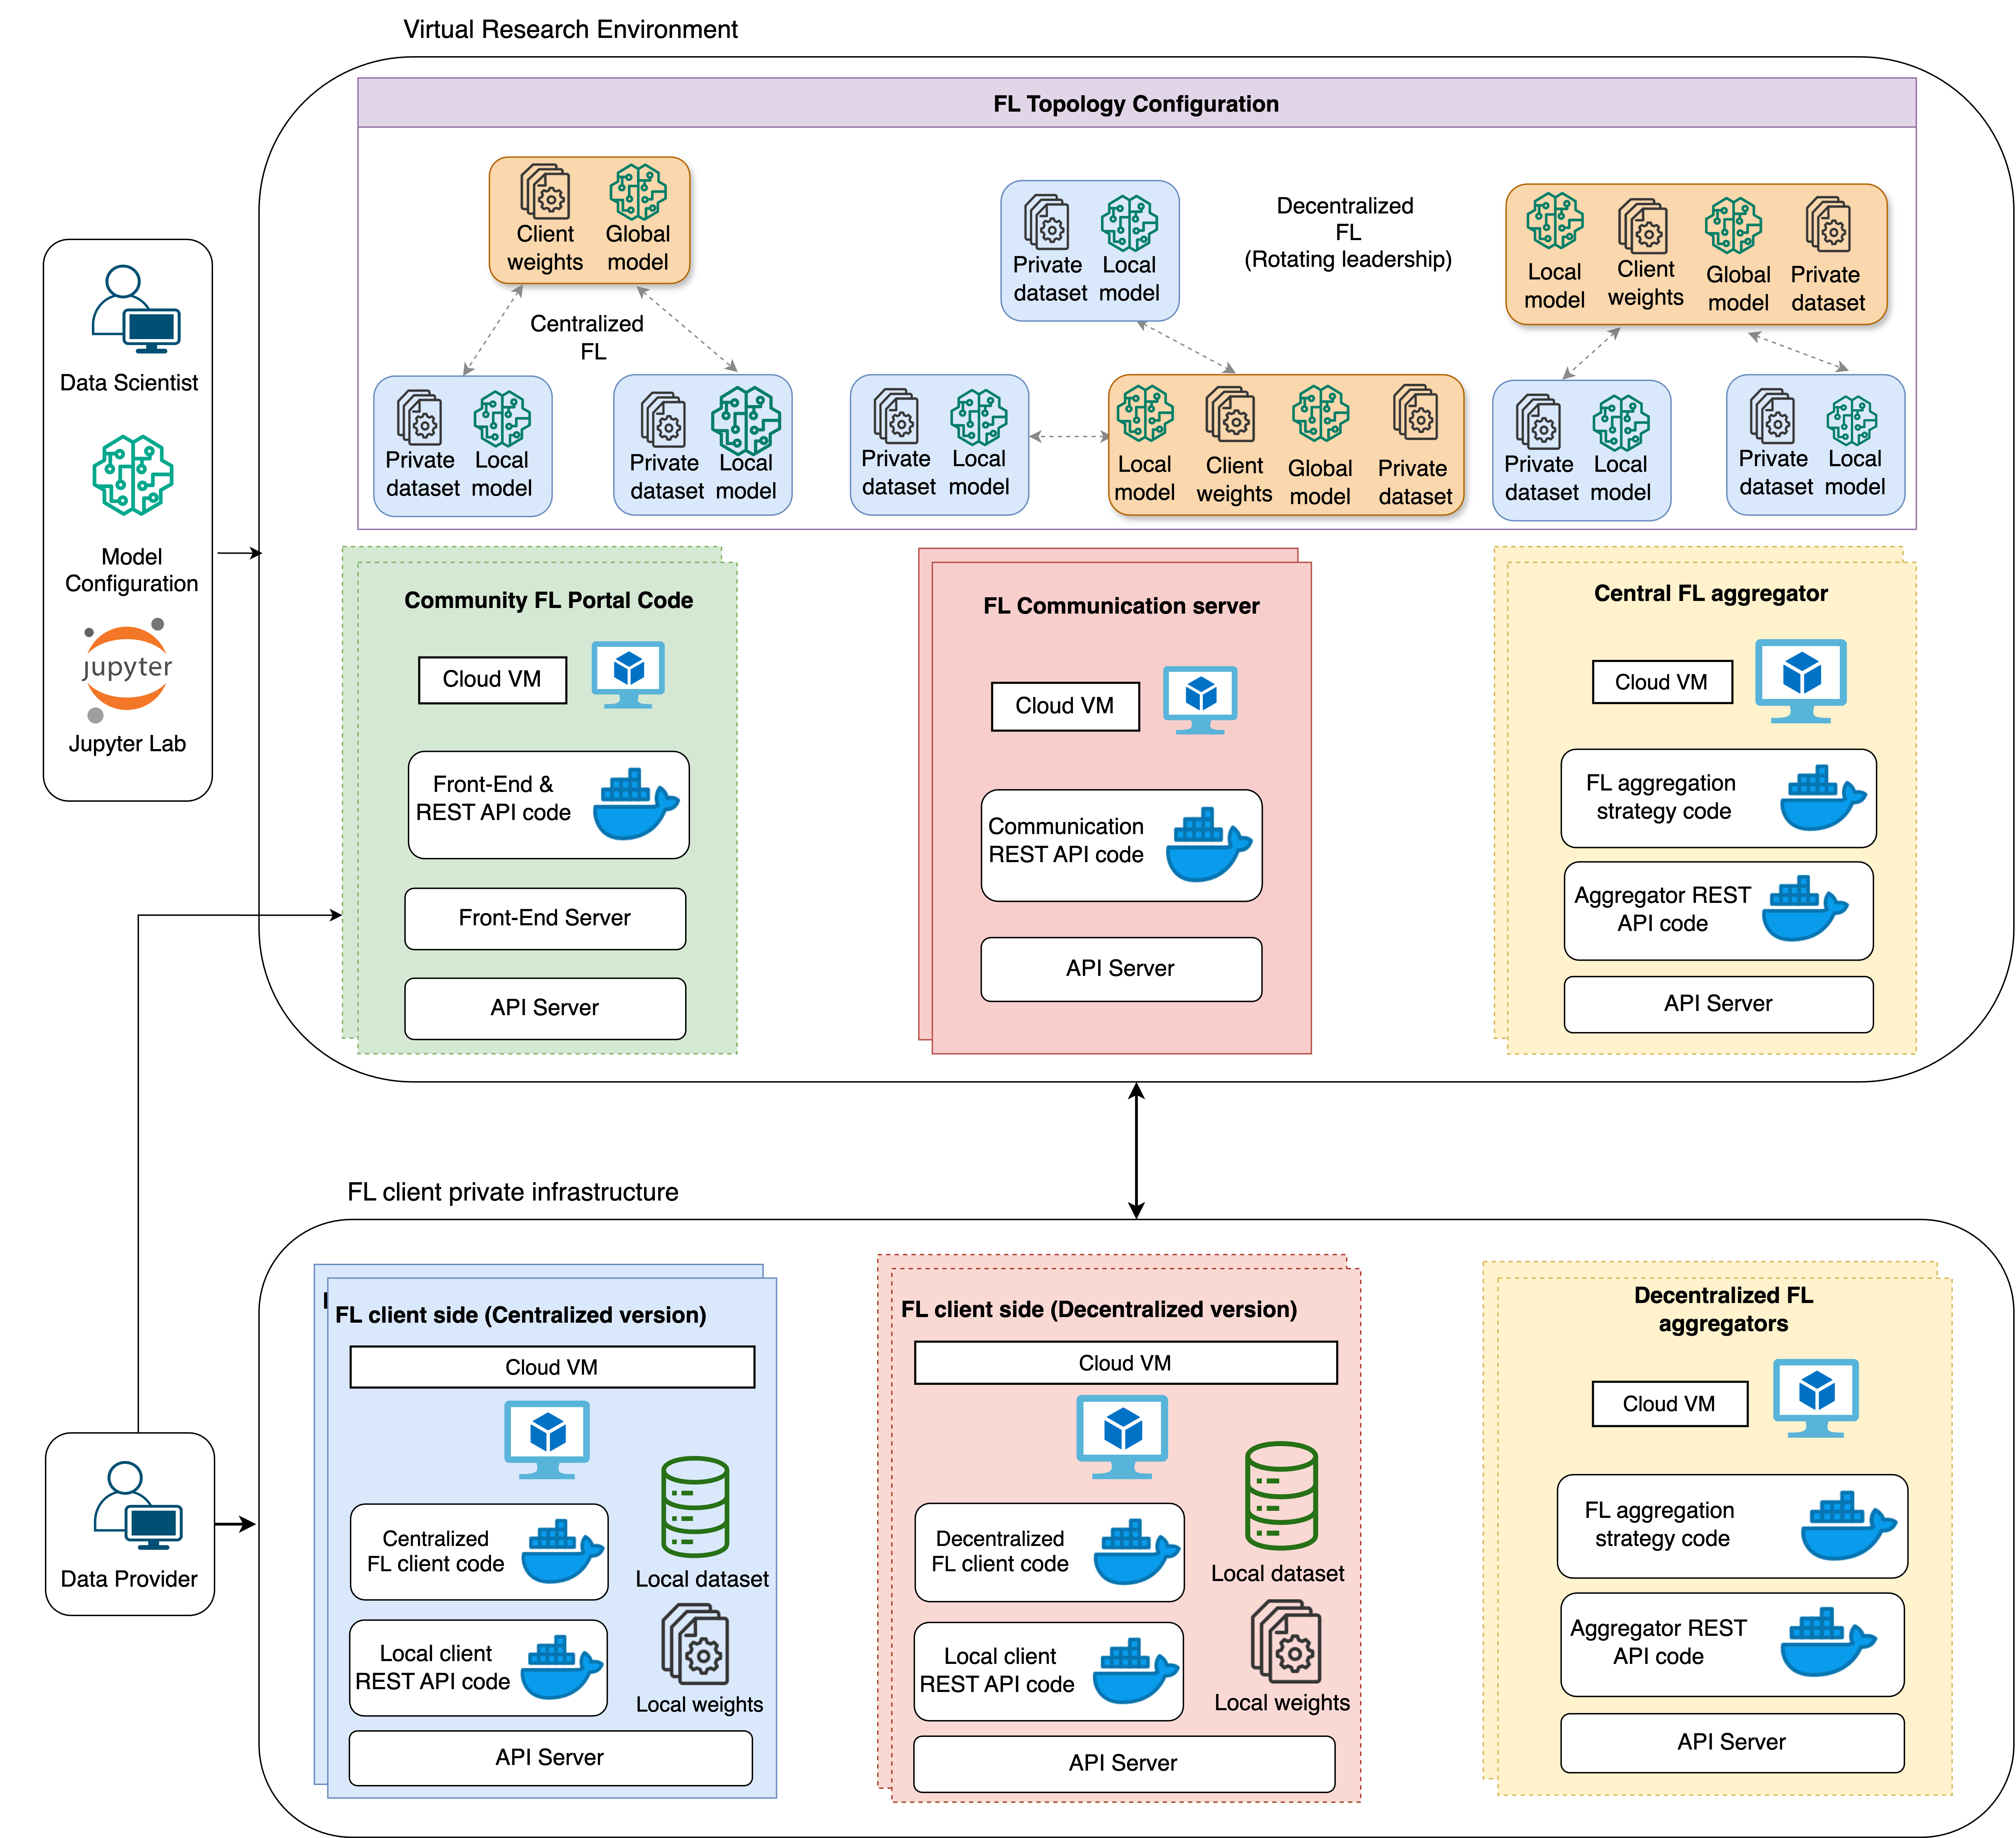 Virtual Research Environment
FL Topology Configuration
Client
weights
Global
model
Centralized
FL
Private
dataset
Local
model
Private
dataset
Local
model
Private
dataset
Local
model
Decentralized
FL
(Rotating leadership)
Private
dataset
Local
model
Local
model
Client
weights
Global
model
Private
dataset
Local
model
Client
weights
Global
model
Private
dataset
Private
dataset
Local
model
Private
dataset
Local
model
Data Scientist
Model
Configuration
jupyter
Jupyter Lab
Community FL Portal Code
Cloud VM
Front-End &
REST API code
Front-End Server
API Server
FL Communication server
Cloud VM
Communication
REST API code
API Server
Central FL aggregator
Cloud VM
FL aggregation
strategy code
Aggregator REST
API code
API Server
FL client private infrastructure
Data Provider
FL client side (Centralized version)
Cloud VM
Centralized
FL client code
Local dataset
Local client
REST API code
Local weights
API Server
FL client side (Decentralized version)
Cloud VM
Decentralized
FL client code
Local dataset
Local client
REST API code
Local weights
API Server
Decentralized FL
aggregators
Cloud VM
FL aggregation
strategy code
Aggregator REST
API code
API Server